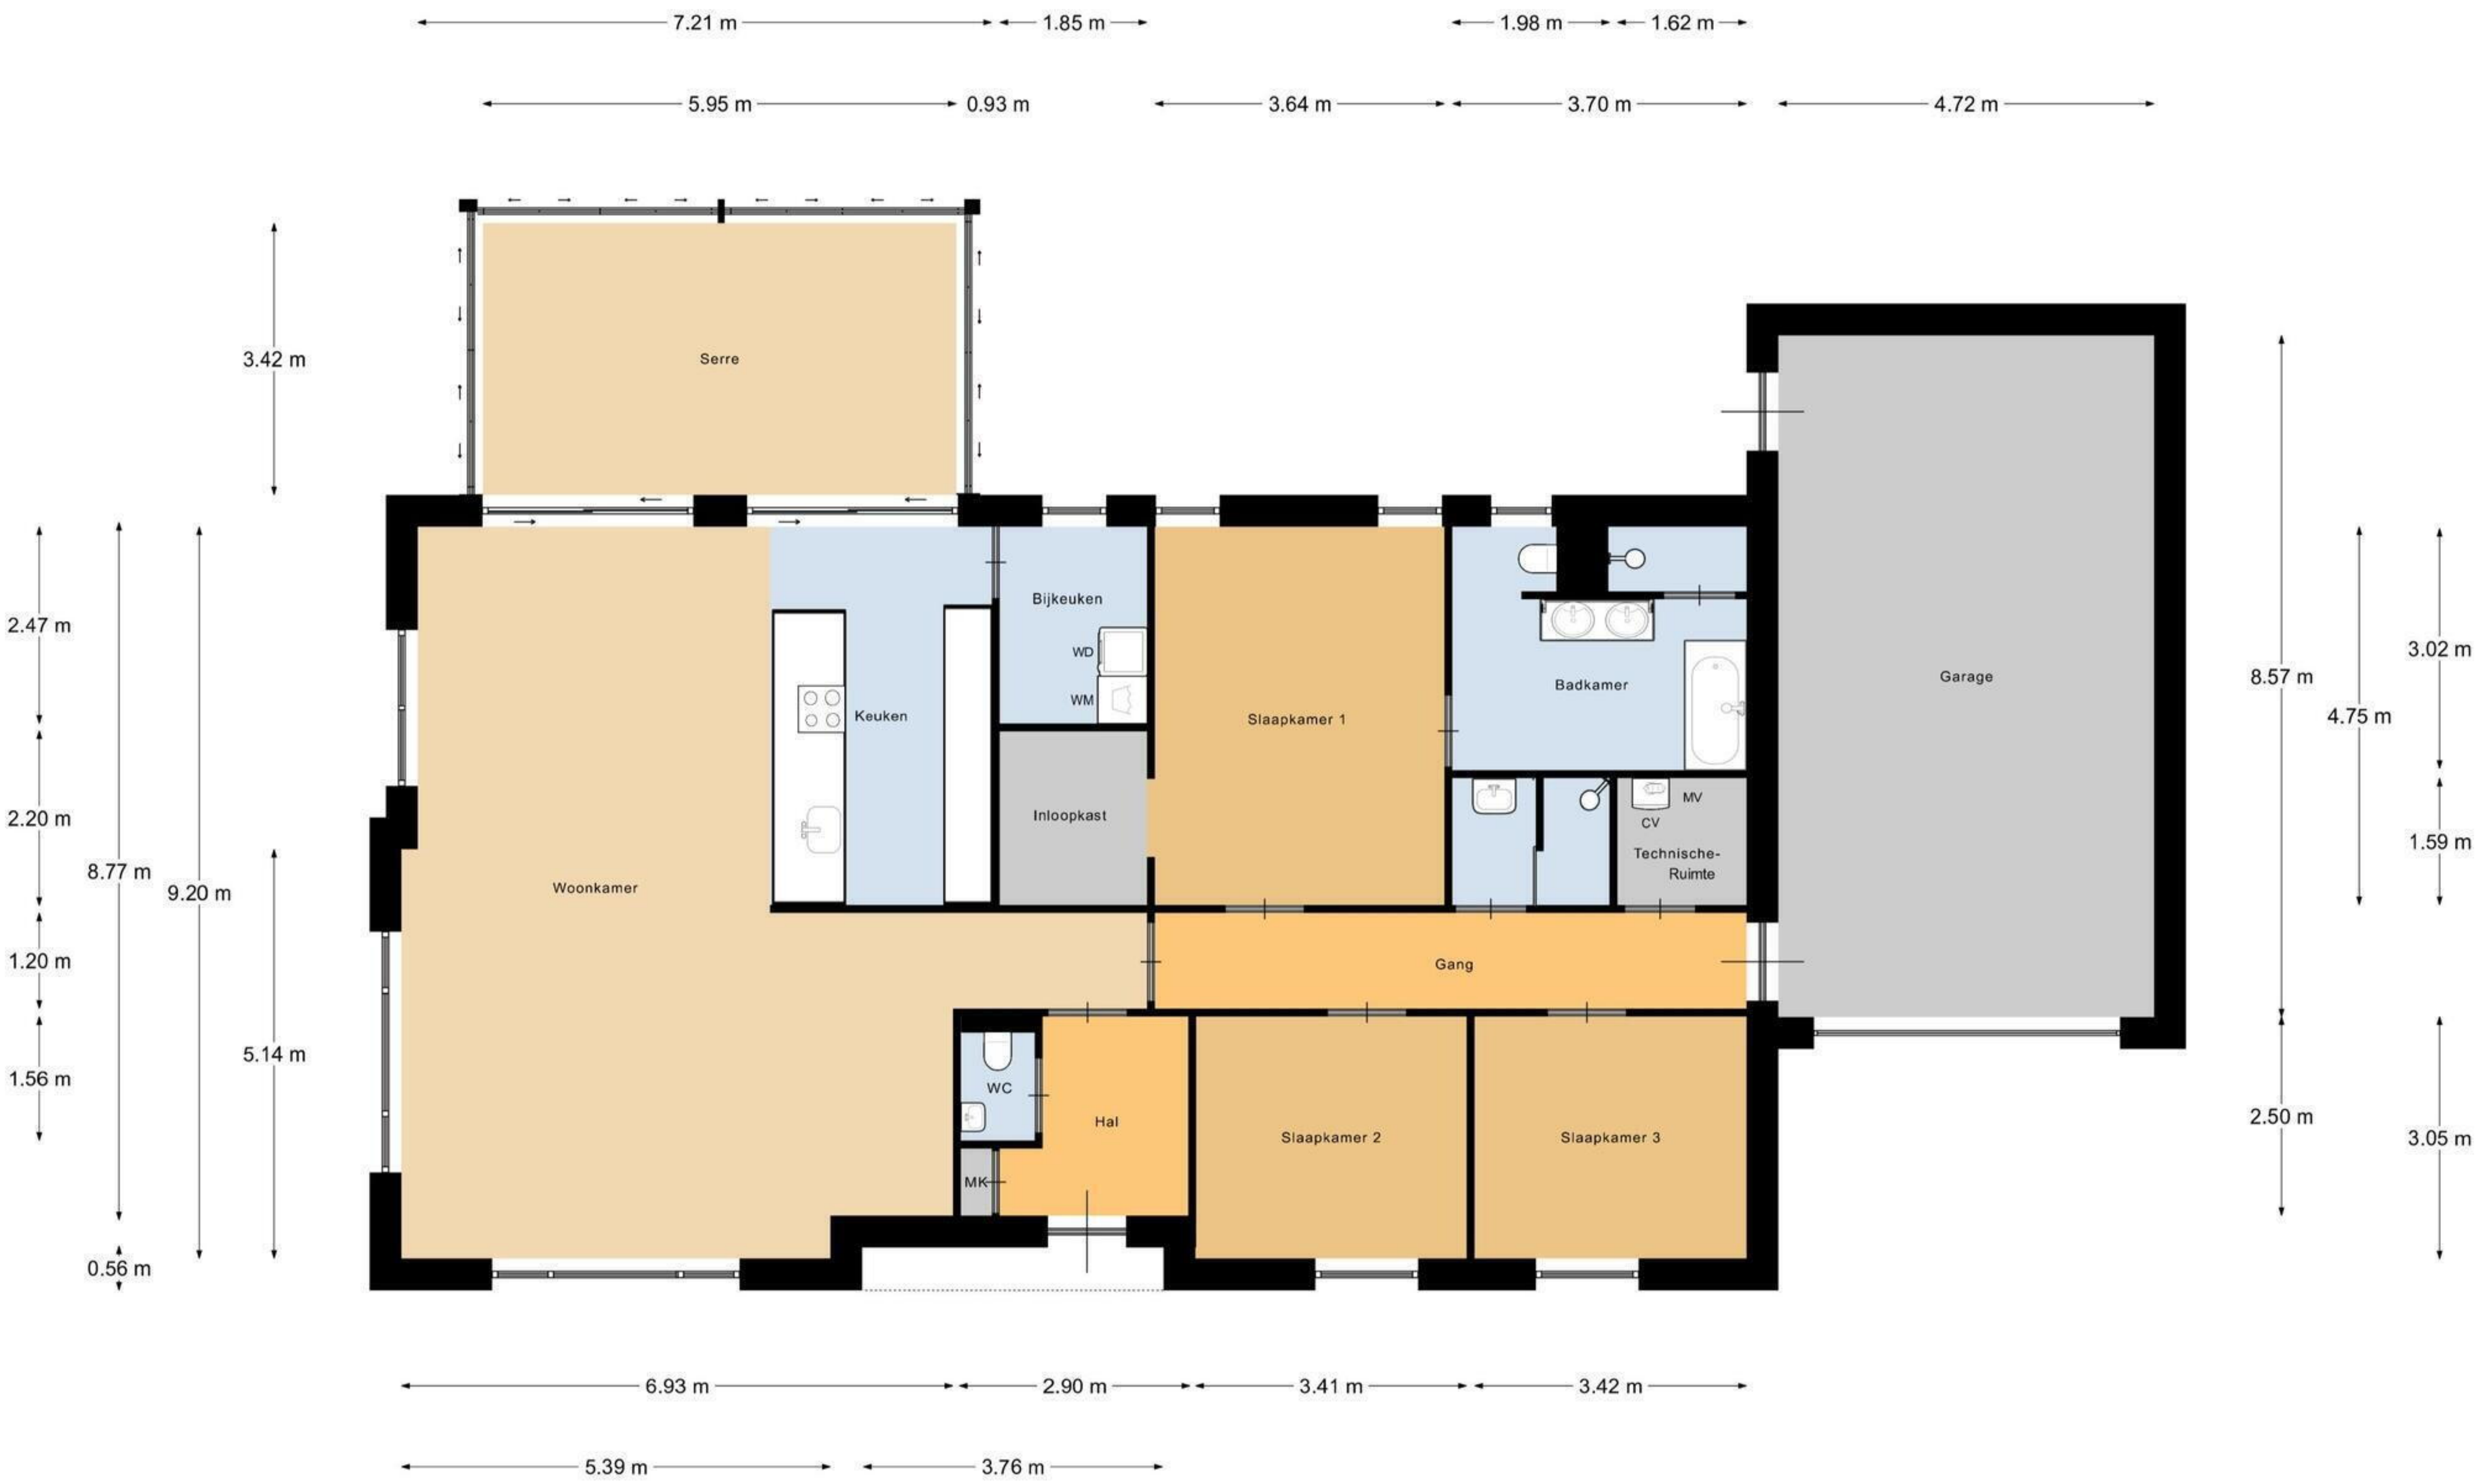 7.21 m
1.85 m
1.98 m
1.62 m
5.95 m
0.93 m
3.64 m
3.70 m
4.72 m
Serre
3.42 m
Bijkeuken
WD
WM
Keuken
Slaapkamer 1
Badkamer
Garage
2.47 m
3.02 m
8.57 m
4.75 m
Inloopkast
MV
CV
Technische-
Ruimte
2.20 m
8.77 m
9.20 m
Woonkamer
1.59 m
1.20 m
Gang
5.14 m
1.56 m
WC
Hal
MK
Slaapkamer 2
Slaapkamer 3
2.50 m
3.05 m
0.56 m
6.93 m
2.90 m
3.41 m
3.42 m
5.39 m
3.76 m